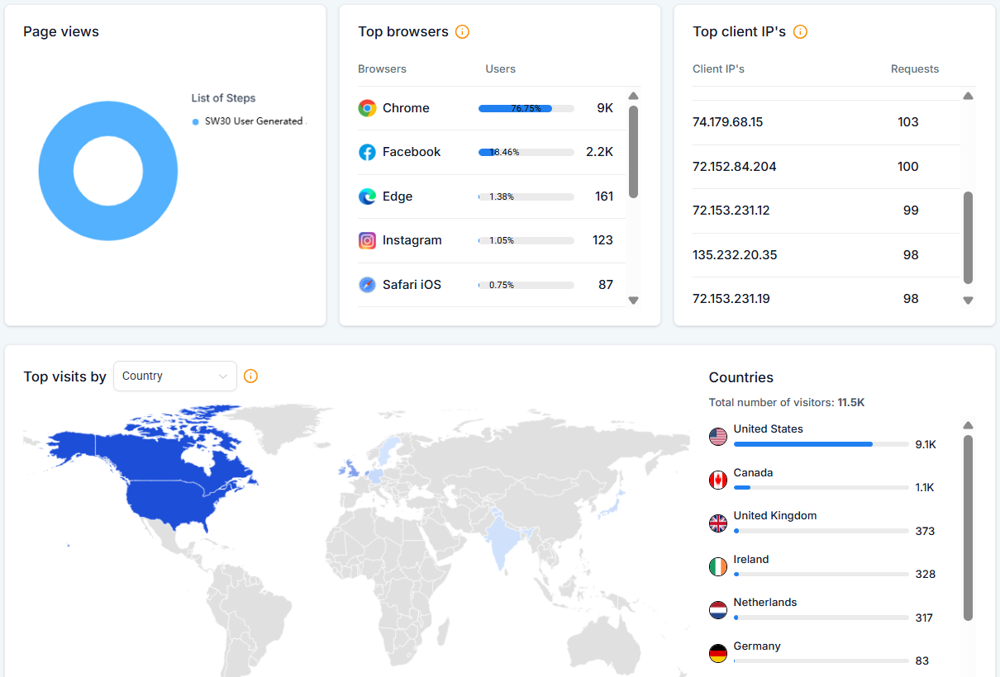 Page views
List of Steps
SW30 User Generated
Top browsers
Browsers Users
Chrome 76.75% 9K
Facebook 18.46% 2.2K
Edge 1.38% 161
Instagram 1.05% 123
Safari iOS 0.75% 87
Top client IP's
Client IP's Requests
74.179.68.15 103
72.152.84.204 100
72.153.231.12 99
135.232.20.35 98
72.153.231.19 98
Top visits by Country
Countries
Total number of visitors: 11.5K
United States
9.1K
Canada
1.1K
United Kingdom
373
Ireland
328
Netherlands
317
Germany
83